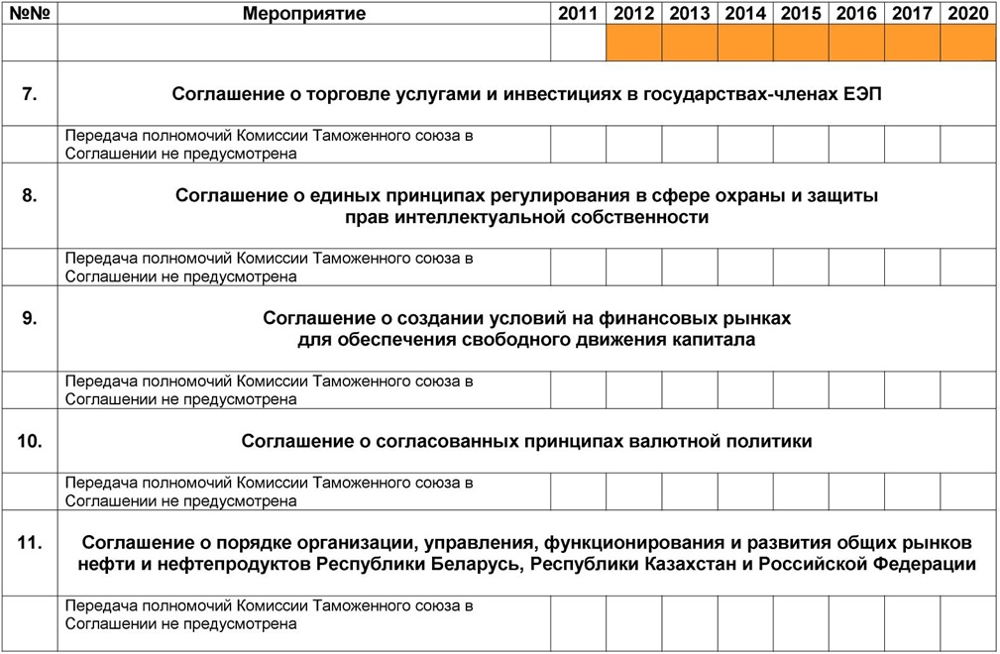 №№ Мероприятие 2011 2012 2013 2014 2015 2016 2017 2020
7. Соглашение о торговле услугами и инвестициях в государствах-членах ЕЭП
Передача полномочий Комиссии Таможенного союза в
Соглашении не предусмотрена
8. Соглашение о единых принципах регулирования в сфере охраны и защиты
прав интеллектуальной собственности
Передача полномочий Комиссии Таможенного союза в
Соглашении не предусмотрена
9. Соглашение о создании условий на финансовых рынках
для обеспечения свободного движения капитала
Передача полномочий Комиссии Таможенного союза в
Соглашении не предусмотрена
10. Соглашение о согласованных принципах валютной политики
Передача полномочий Комиссии Таможенного союза в
Соглашении не предусмотрена
11. Соглашение о порядке организации, управления, функционирования и развития общих рынков
нефти и нефтепродуктов Республики Беларусь, Республики Казахстан и Российской Федерации
Передача полномочий Комиссии Таможенного союза в
Соглашении не предусмотрена